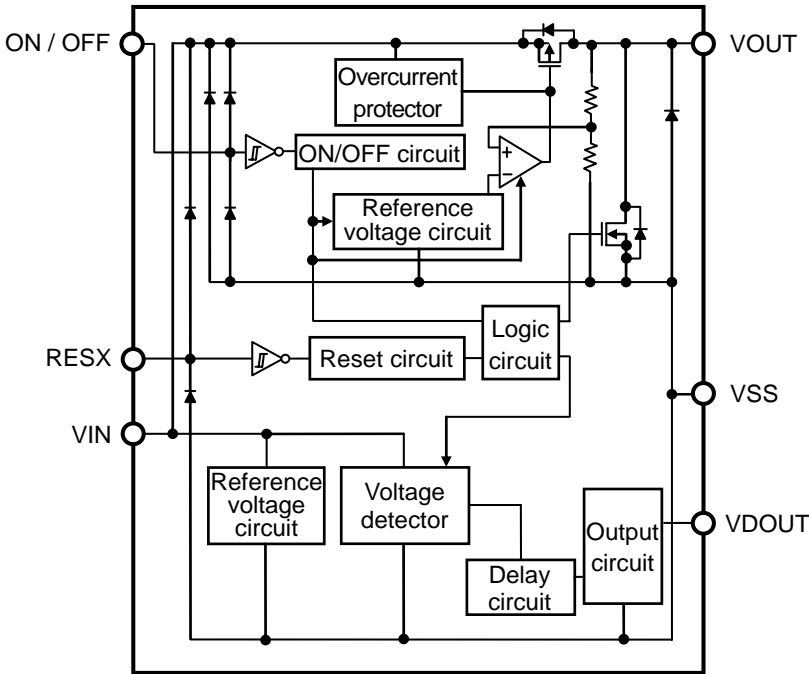 ON / OFF
VOUT
Overcurrent
protector
ON/OFF circuit
+
−
Reference
voltage circuit
RESX
Reset circuit
Logic
circuit
VSS
VIN
Reference
voltage
circuit
Voltage
detector
Output
circuit
VDOUT
Delay
circuit